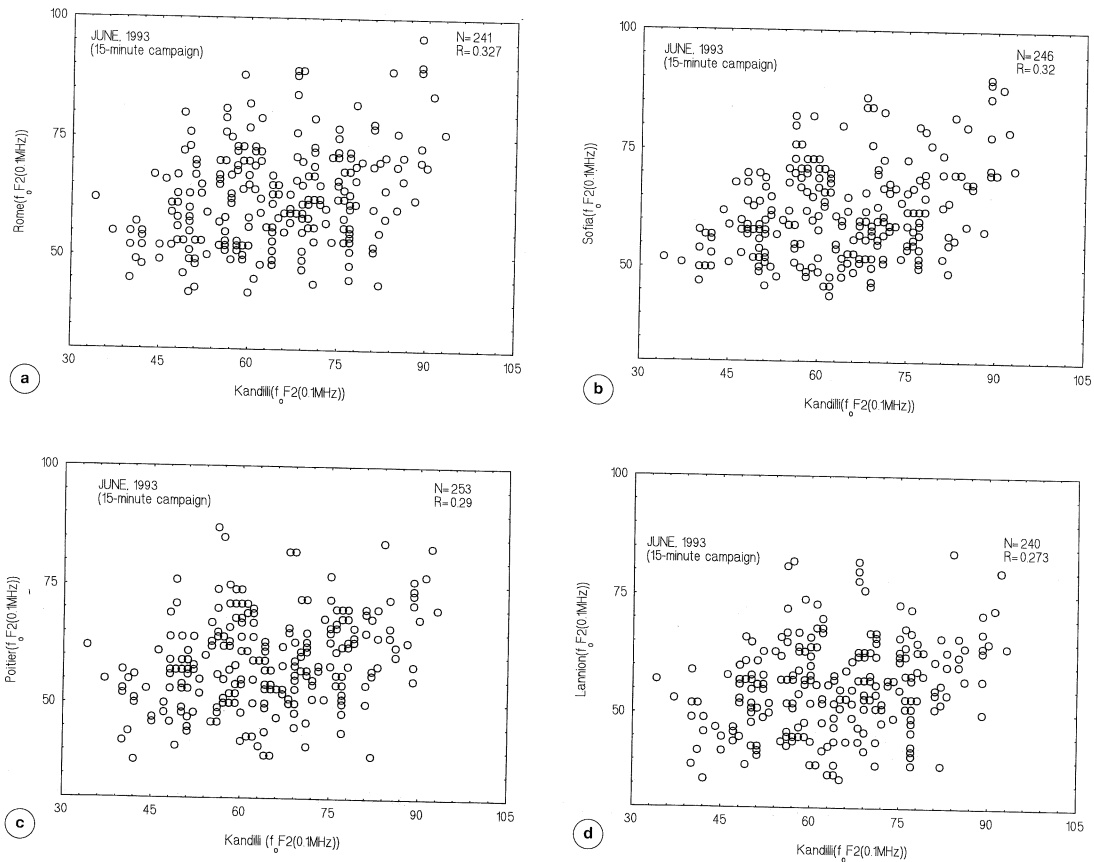 100
75
50
30 45 60 75 90 105
JUNE, 1993
(15-minute campaign)
N=241
R=0.327
Rome(foF2(0.1MHz))
Kandilli(foF2(0.1MHz))
a
100
75
50
30 45 60 75 90 105
JUNE, 1993
(15-minute campaign)
N=246
R=0.32
Sofia(foF2(0.1MHz))
Kandilli(foF2(0.1MHz))
b
100
75
50
30 45 60 75 90 105
JUNE, 1993
(15-minute campaign)
N=253
R=0.29
Poitier(foF2(0.1MHz))
Kandilli (foF2(0.1MHz))
c
100
75
50
30 45 60 75 90 105
JUNE, 1993
(15-minute campaign)
N=240
R=0.273
Lannion(foF2(0.1MHz))
Kandilli(foF2(0.1MHz))
d